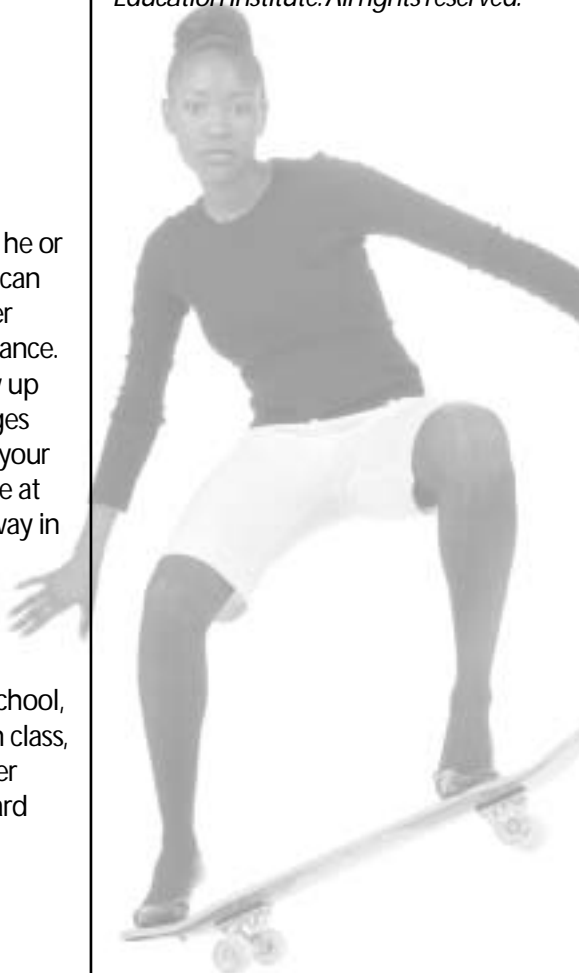 Education Institute. All rights reserved.
he or
can
er
ance.
up
ges
your
e at
way in
chool,
n class,
er
ard